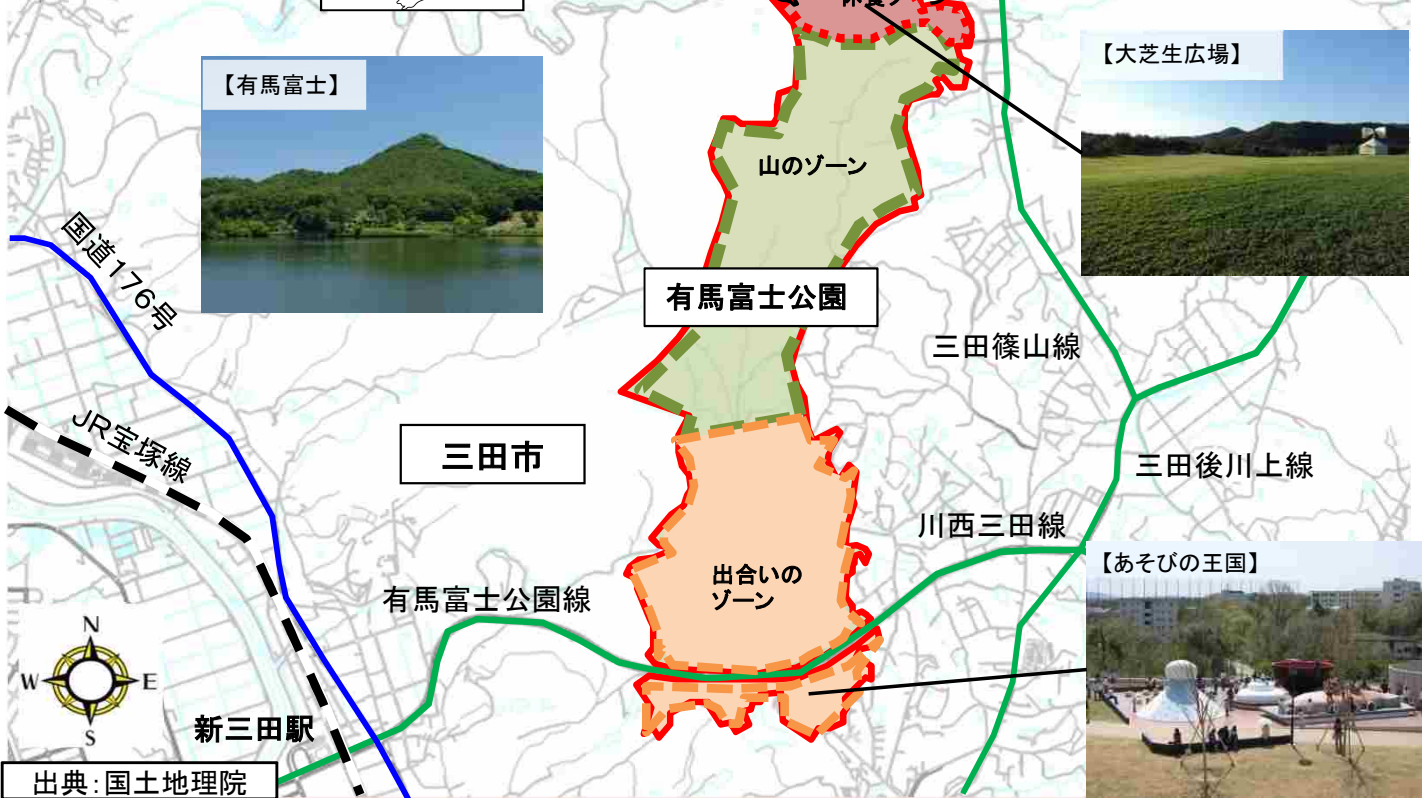 【有馬富士】
【大芝生広場】
山のゾーン
国道176号
有馬富士公園
三田篠山線
JR宝塚線
三田市
三田後川上線
川西三田線
【あそびの王国】
出合いの
ゾーン
有馬富士公園線
N
W
E
S
新三田駅
出典:国土地理院